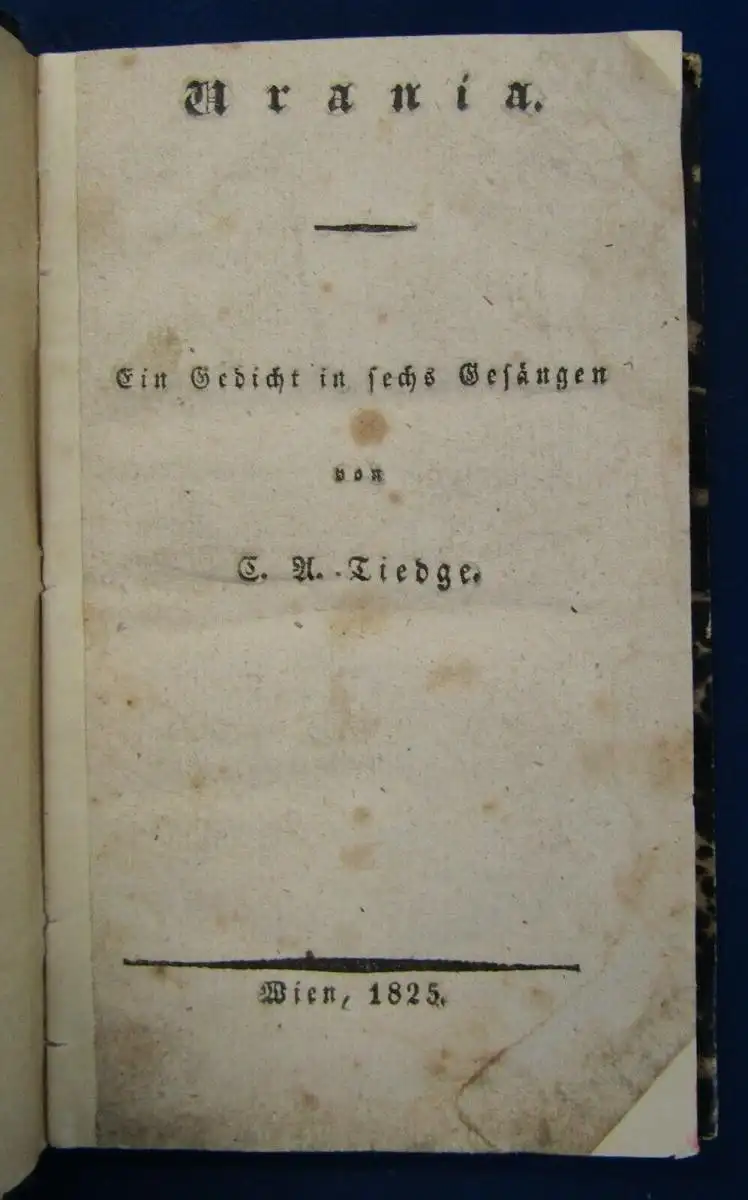 Urania.
Ein Gedicht in sechs Gesängen
von
C. A. Tiedge.
Wien, 1825.